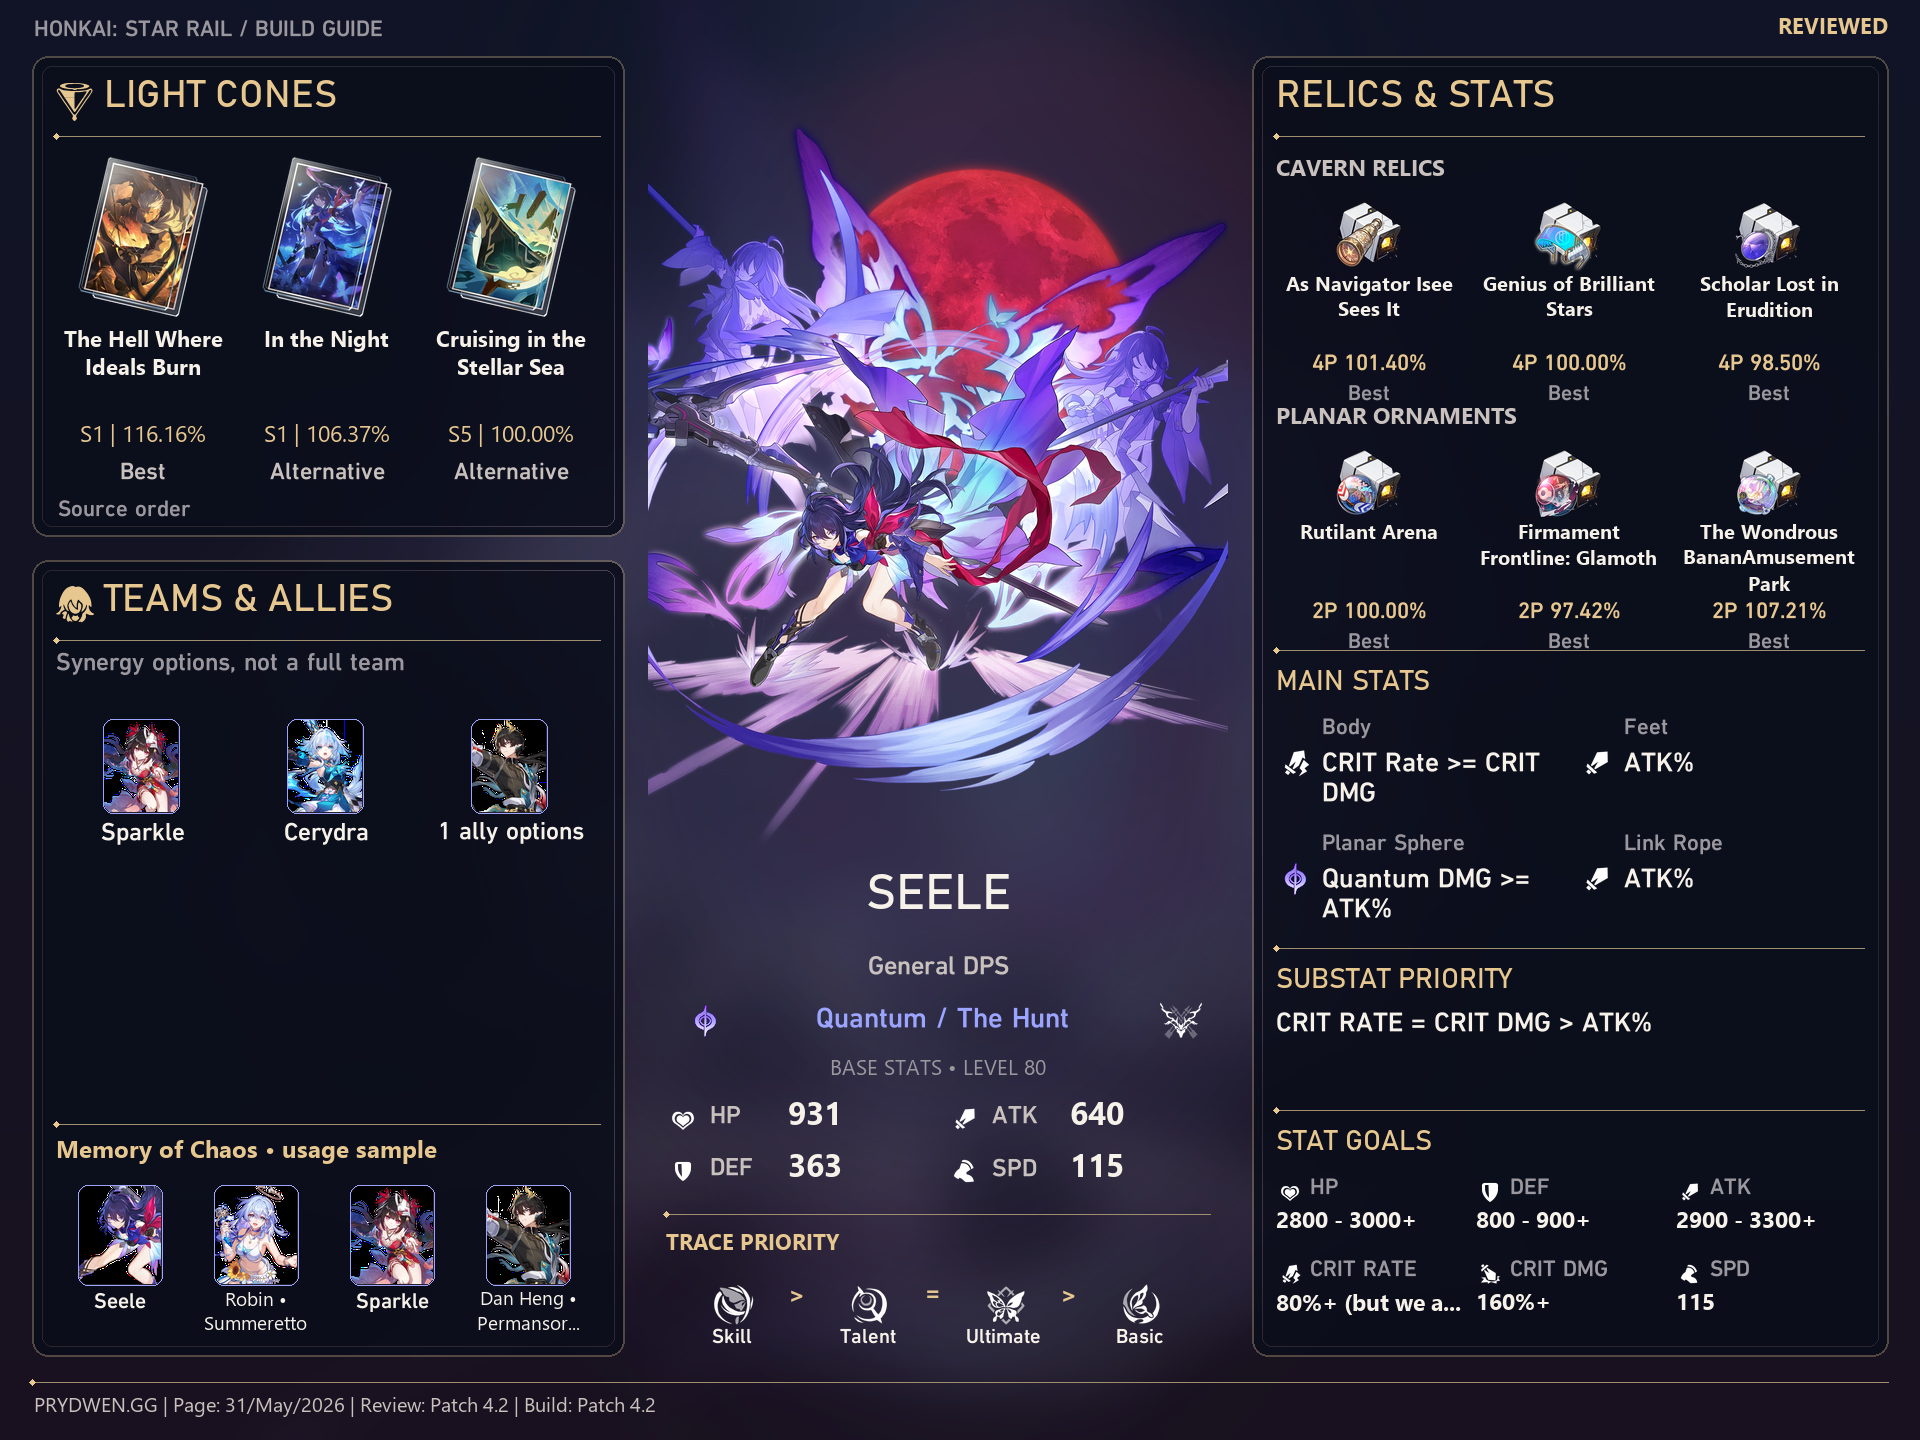 HONKAI: STAR RAIL / BUILD GUIDE
REVIEWED
LIGHT CONES
The Hell Where
Ideals Burn
In the Night
Cruising in the
Stellar Sea
S1 | 116.16%
S1 | 106.37%
S5 | 100.00%
Best
Alternative
Alternative
Source order
TEAMS & ALLIES
Synergy options, not a full team
Sparkle
Cerydra
1 ally options
Memory of Chaos • usage sample
Seele
Robin •
Summeretto
Sparkle
Dan Heng •
Permansor...
SEELE
General DPS
Quantum / The Hunt
BASE STATS • LEVEL 80
HP 931
ATK 640
DEF 363
SPD 115
TRACE PRIORITY
Skill > Talent = Ultimate > Basic
RELICS & STATS
CAVERN RELICS
As Navigator Isee
Sees It
Genius of Brilliant
Stars
Scholar Lost in
Erudition
4P 101.40%
4P 100.00%
4P 98.50%
Best
Best
Best
PLANAR ORNAMENTS
Rutilant Arena
Firmament
Frontline: Glamoth
The Wondrous
BananAmusement
Park
2P 100.00%
2P 97.42%
2P 107.21%
Best
Best
Best
MAIN STATS
Body
CRIT Rate >= CRIT
DMG
Feet
ATK%
Planar Sphere
Quantum DMG >=
ATK%
Link Rope
ATK%
SUBSTAT PRIORITY
CRIT RATE = CRIT DMG > ATK%
STAT GOALS
HP
2800 - 3000+
DEF
800 - 900+
ATK
2900 - 3300+
CRIT RATE
80%+ (but we a...
CRIT DMG
160%+
SPD
115
PRYDWEN.GG | Page: 31/May/2026 | Review: Patch 4.2 | Build: Patch 4.2